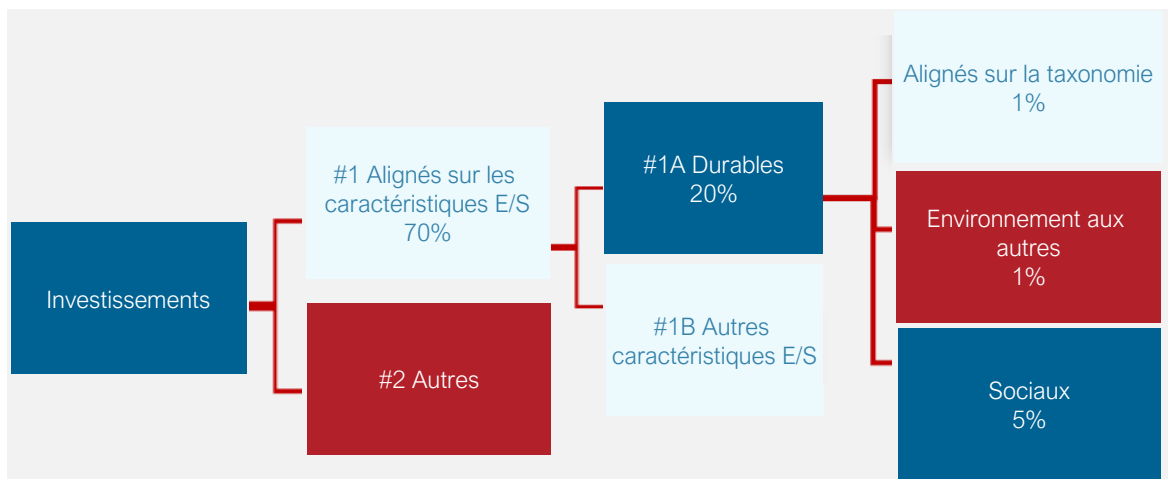 Investissements
#1 Alignés sur les
caractéristiques E/S
70%
#2 Autres
#1A Durables
20%
#1B Autres
caractéristiques E/S
Alignés sur la taxonomie
1%
Environnement aux
autres
1%
Sociaux
5%